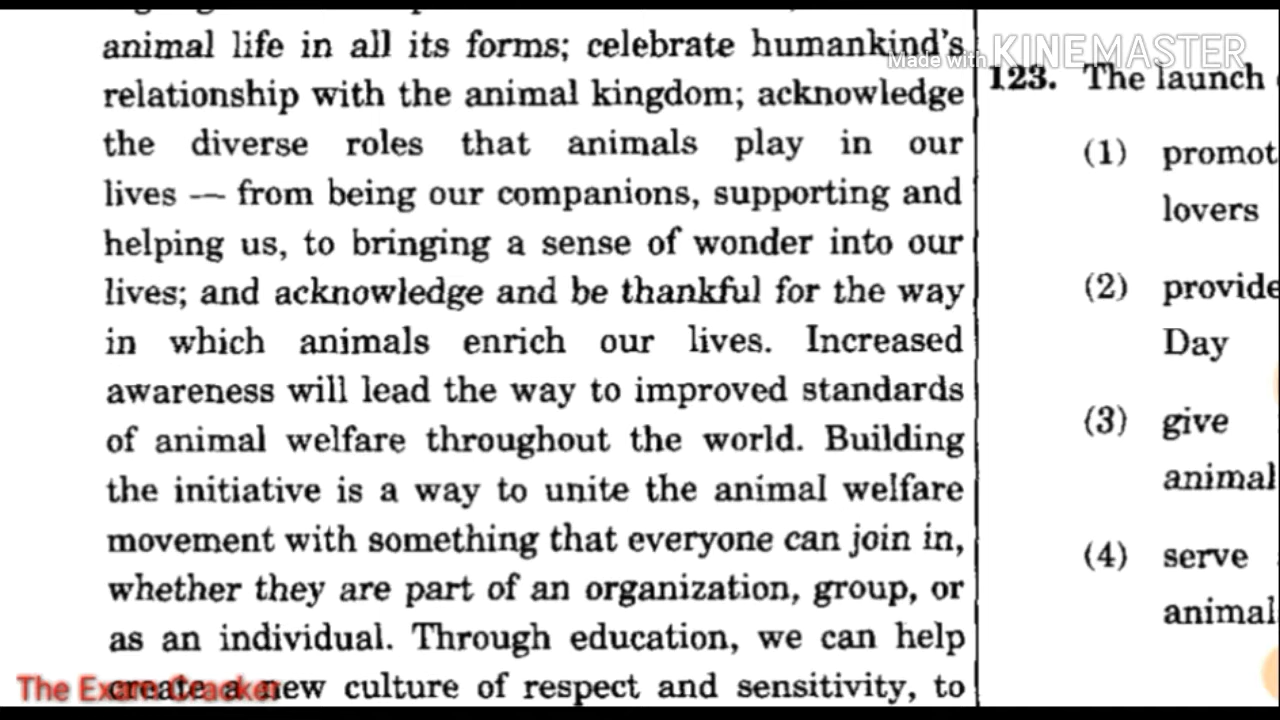 animal life in all its forms; celebrate humankind's
relationship with the animal kingdom; acknowledge
the diverse roles that animals play in our
lives — from being our companions, supporting and
helping us, to bringing a sense of wonder into our
lives; and acknowledge and be thankful for the way
in which animals enrich our lives. Increased
awareness will lead the way to improved standards
of animal welfare throughout the world. Building
the initiative is a way to unite the animal welfare
movement with something that everyone can join in,
whether they are part of an organization, group, or
as an individual. Through education, we can help
create a new culture of respect and sensitivity, to
Made with KINEMASTER
123. The launch
(1) promot
lovers
(2) provide
Day
(3) give
animal
(4) serve
animal
The Exam Cracker